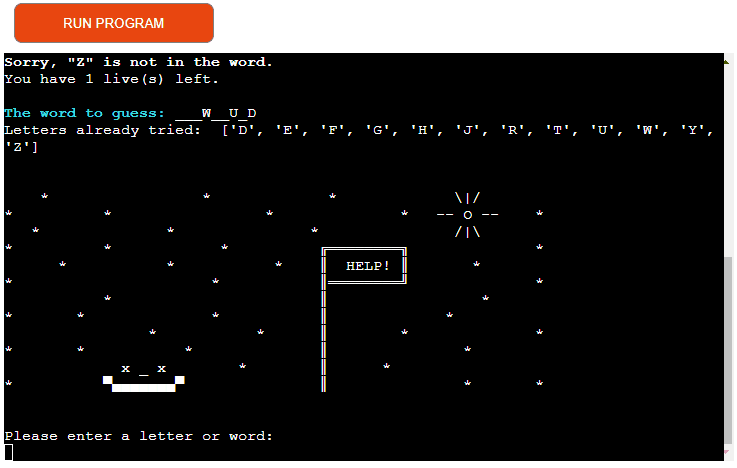 RUN PROGRAM
Sorry, "Z" is not in the word.
You have 1 live(s) left.
The word to guess: ___W__U_D
Letters already tried:  ['D', 'E', 'F', 'G', 'H', 'J', 'R', 'T', 'U', 'W', 'Y',
'Z']
HELP!
x _ x
Please enter a letter or word: